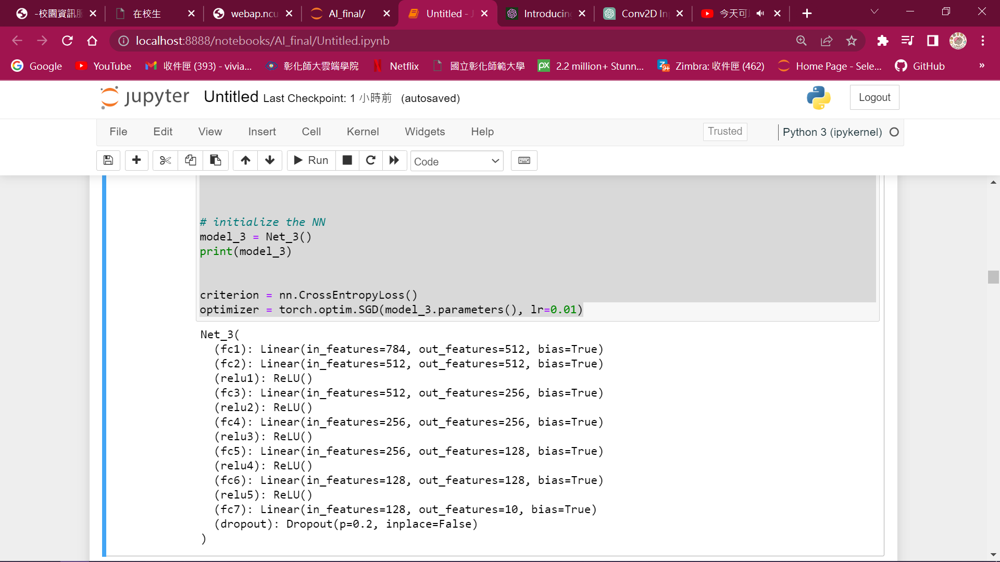 -校園資訊服
在校生
webap.ncu
AI_final/
Untitled - J
Introducing
Conv2D In
今天可
localhost:8888/notebooks/AI_final/Untitled.ipynb
Google
YouTube
收件匣 (393) - vivia...
彰化師大雲端學院
Netflix
國立彰化師範大學
2.2 million+ Stunn...
Zimbra: 收件匣 (462)
Home Page - Sele...
GitHub
»
jupyter
Untitled Last Checkpoint: 1 小時前 (autosaved)
Logout
File
Edit
View
Insert
Cell
Kernel
Widgets
Help
Trusted
Python 3 (ipykernel)
Run
Code
# initialize the NN
model_3 = Net_3()
print(model_3)
criterion = nn.CrossEntropyLoss()
optimizer = torch.optim.SGD(model_3.parameters(), lr=0.01)
Net_3(
  (fc1): Linear(in_features=784, out_features=512, bias=True)
  (fc2): Linear(in_features=512, out_features=512, bias=True)
  (relu1): ReLU()
  (fc3): Linear(in_features=512, out_features=256, bias=True)
  (relu2): ReLU()
  (fc4): Linear(in_features=256, out_features=256, bias=True)
  (relu3): ReLU()
  (fc5): Linear(in_features=256, out_features=128, bias=True)
  (relu4): ReLU()
  (fc6): Linear(in_features=128, out_features=128, bias=True)
  (relu5): ReLU()
  (fc7): Linear(in_features=128, out_features=10, bias=True)
  (dropout): Dropout(p=0.2, inplace=False)
)